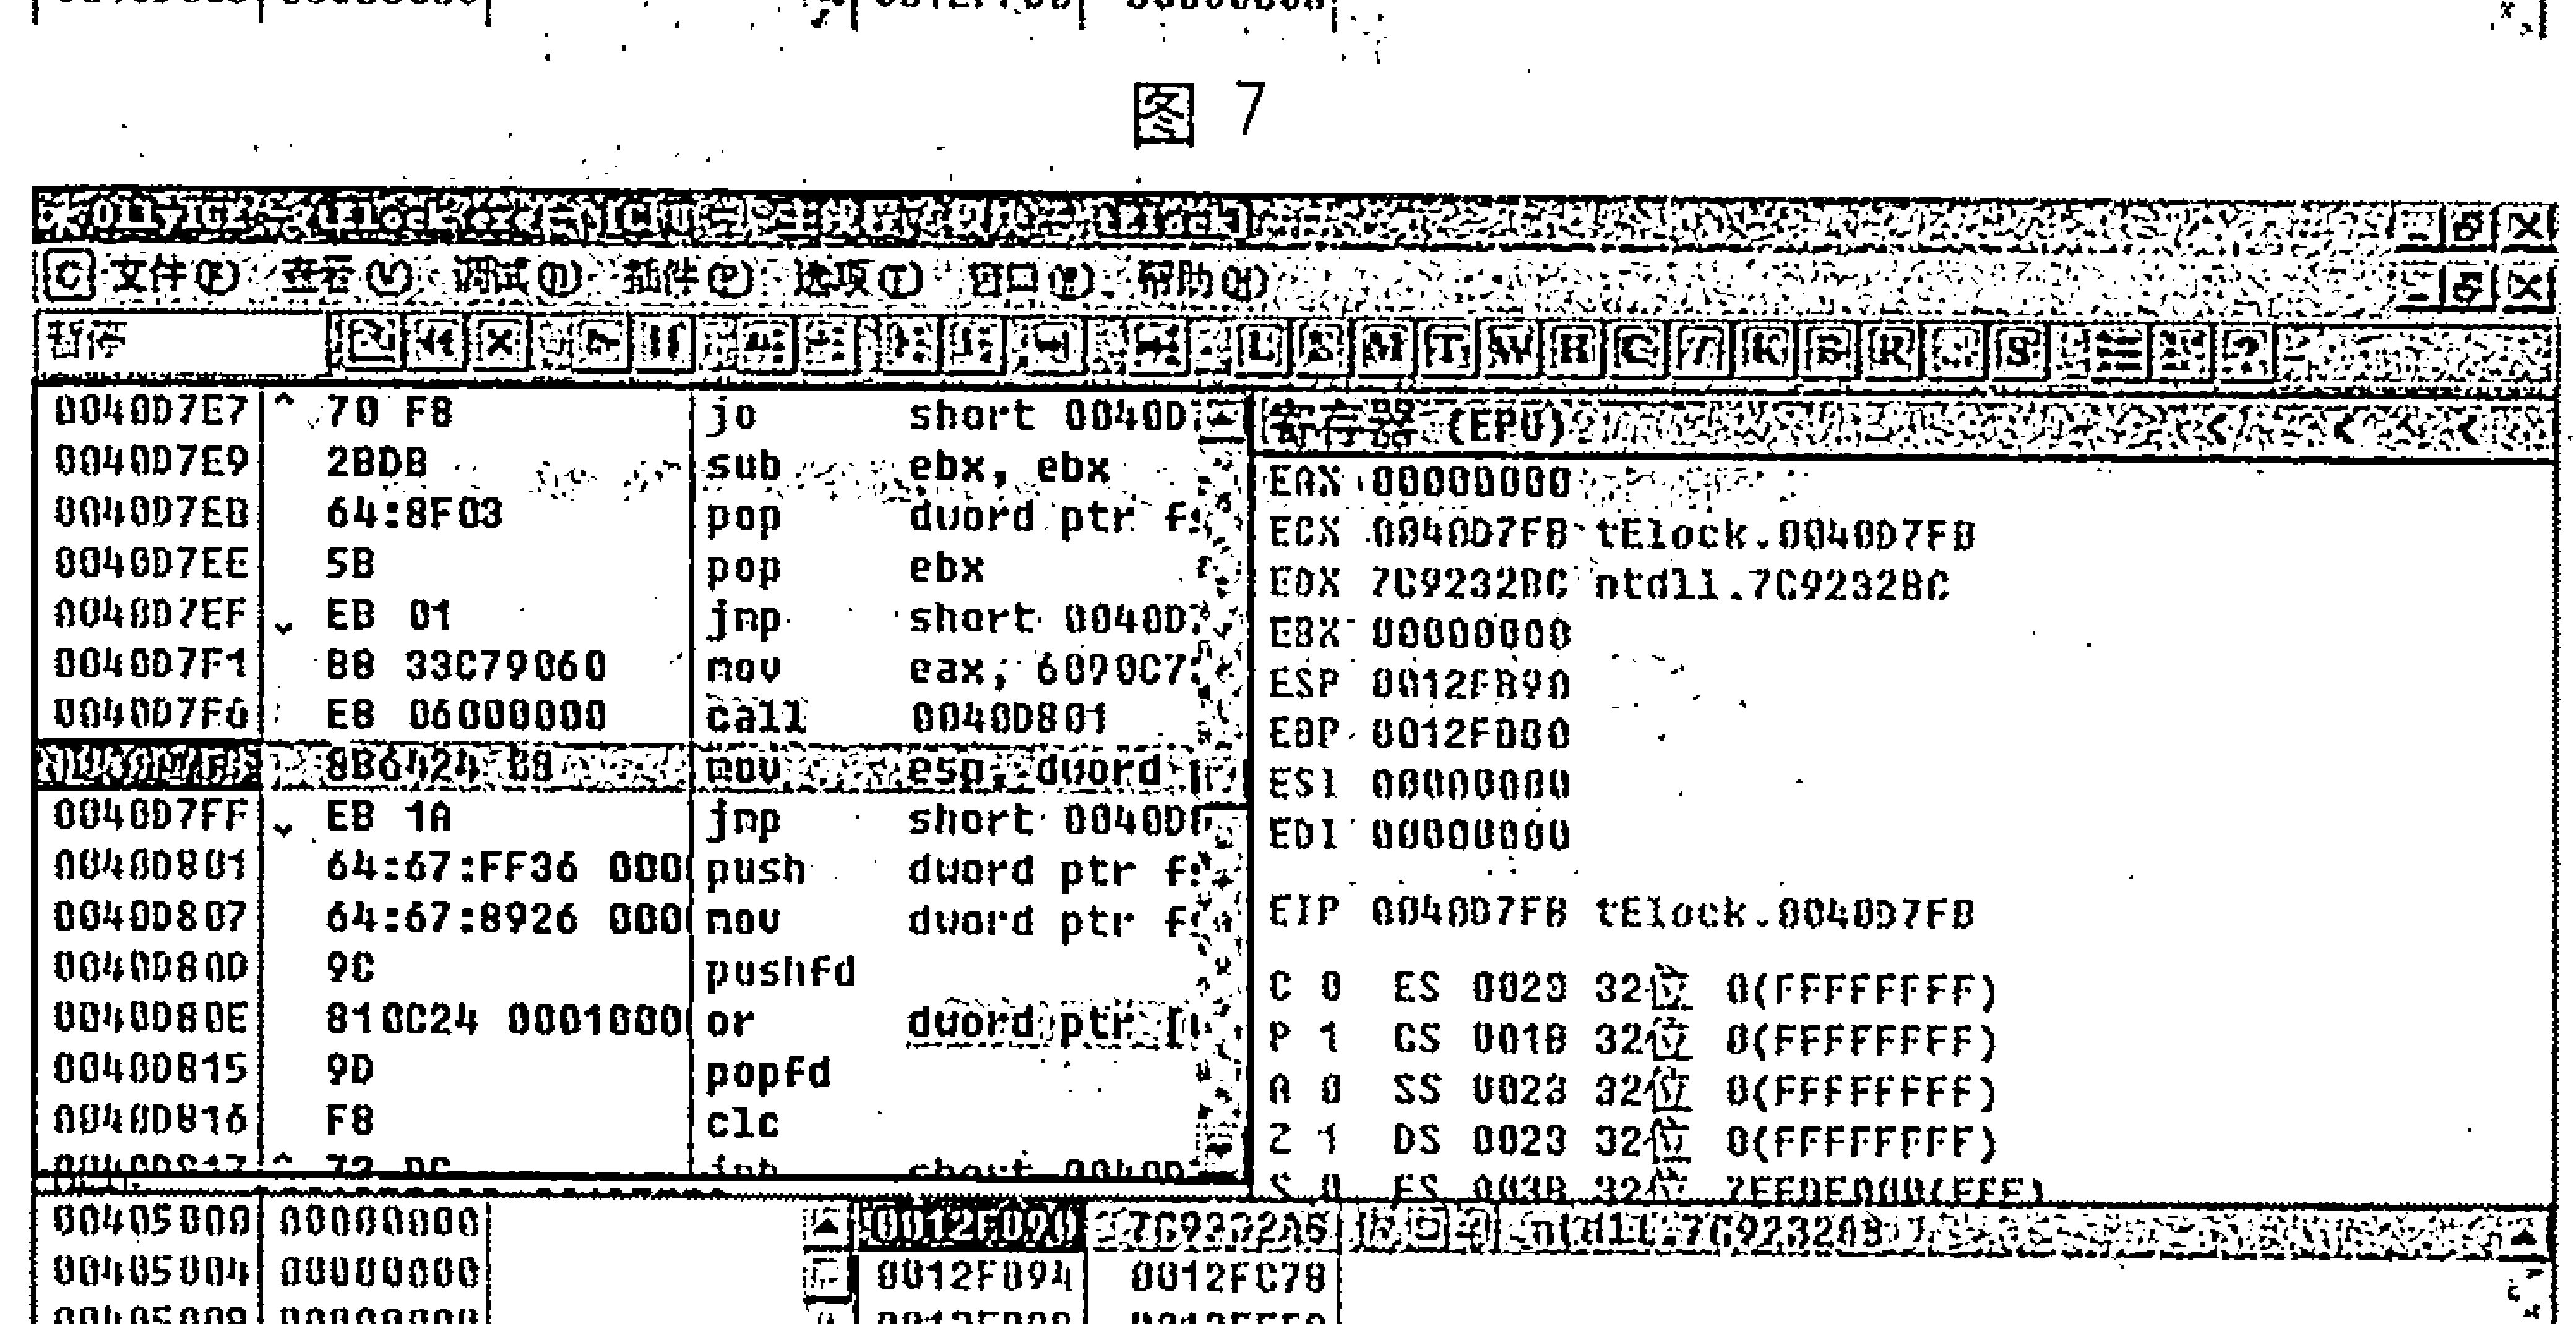 图 7
文件(F) 查看(V) 调试(D) 插件(P) 选项(T) 窗口(W) 帮助(H)
暂停 L E M T W H C / K B R ... S
0040D7E7 ^ 70 F8 jo short 0040D
0040D7E9 2BDB sub ebx, ebx
0040D7EB 64:8F03 pop dword ptr fs
0040D7EE 5B pop ebx
0040D7EF EB 01 jmp short 0040D7
0040D7F1 B8 33C79060 mov eax, 6090C73
0040D7F6 E8 06000000 call 0040D801
8B6424 08 mov esp, dword
0040D7FF EB 1A jmp short 0040D8
0040D801 64:67:FF36 000 push dword ptr fs
0040D807 64:67:8926 000 mov dword ptr fs
0040D80D 9C pushfd
0040D80E 810C24 0001000 or dword ptr [
0040D815 9D popfd
0040D816 F8 clc
寄存器 (FPU) < < <
EAX 00000000
ECX 0040D7FB tElock.0040D7FB
EDX 7C9232BC ntdll.7C9232BC
EBX 00000000
ESP 0012FB90
EBP 0012FBB0
ESI 00000000
EDI 00000000
EIP 0040D7FB tElock.0040D7FB
C 0 ES 0023 32位 0(FFFFFFFF)
P 1 CS 001B 32位 0(FFFFFFFF)
A 0 SS 0023 32位 0(FFFFFFFF)
Z 1 DS 0023 32位 0(FFFFFFFF)
00405000 00000000
00405004 00000000
0012FB94 0012FC78